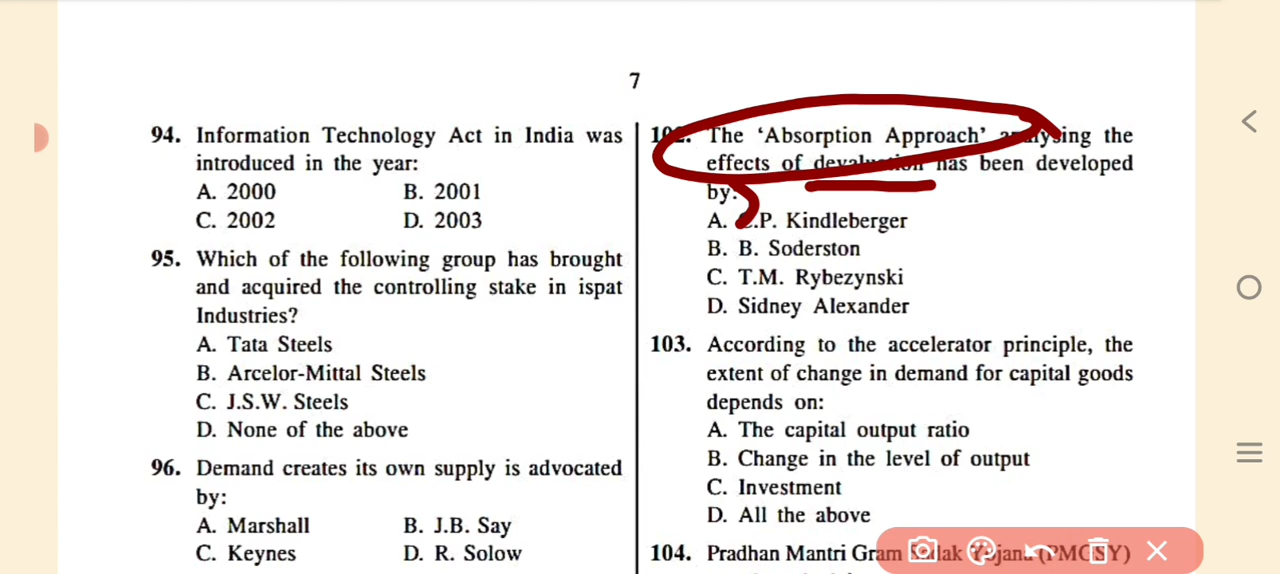 7
94. Information Technology Act in India was
introduced in the year:
A. 2000 B. 2001
C. 2002 D. 2003
95. Which of the following group has brought
and acquired the controlling stake in ispat
Industries?
A. Tata Steels
B. Arcelor-Mittal Steels
C. J.S.W. Steels
D. None of the above
96. Demand creates its own supply is advocated
by:
A. Marshall B. J.B. Say
C. Keynes D. R. Solow
102. The ‘Absorption Approach’ analysing the
effects of devaluation has been developed
by:
A. Kindleberger
B. B. Soderston
C. T.M. Rybezynski
D. Sidney Alexander
103. According to the accelerator principle, the
extent of change in demand for capital goods
depends on:
A. The capital output ratio
B. Change in the level of output
C. Investment
D. All the above
104. Pradhan Mantri Gram Sadak Yojana (PMGSY)